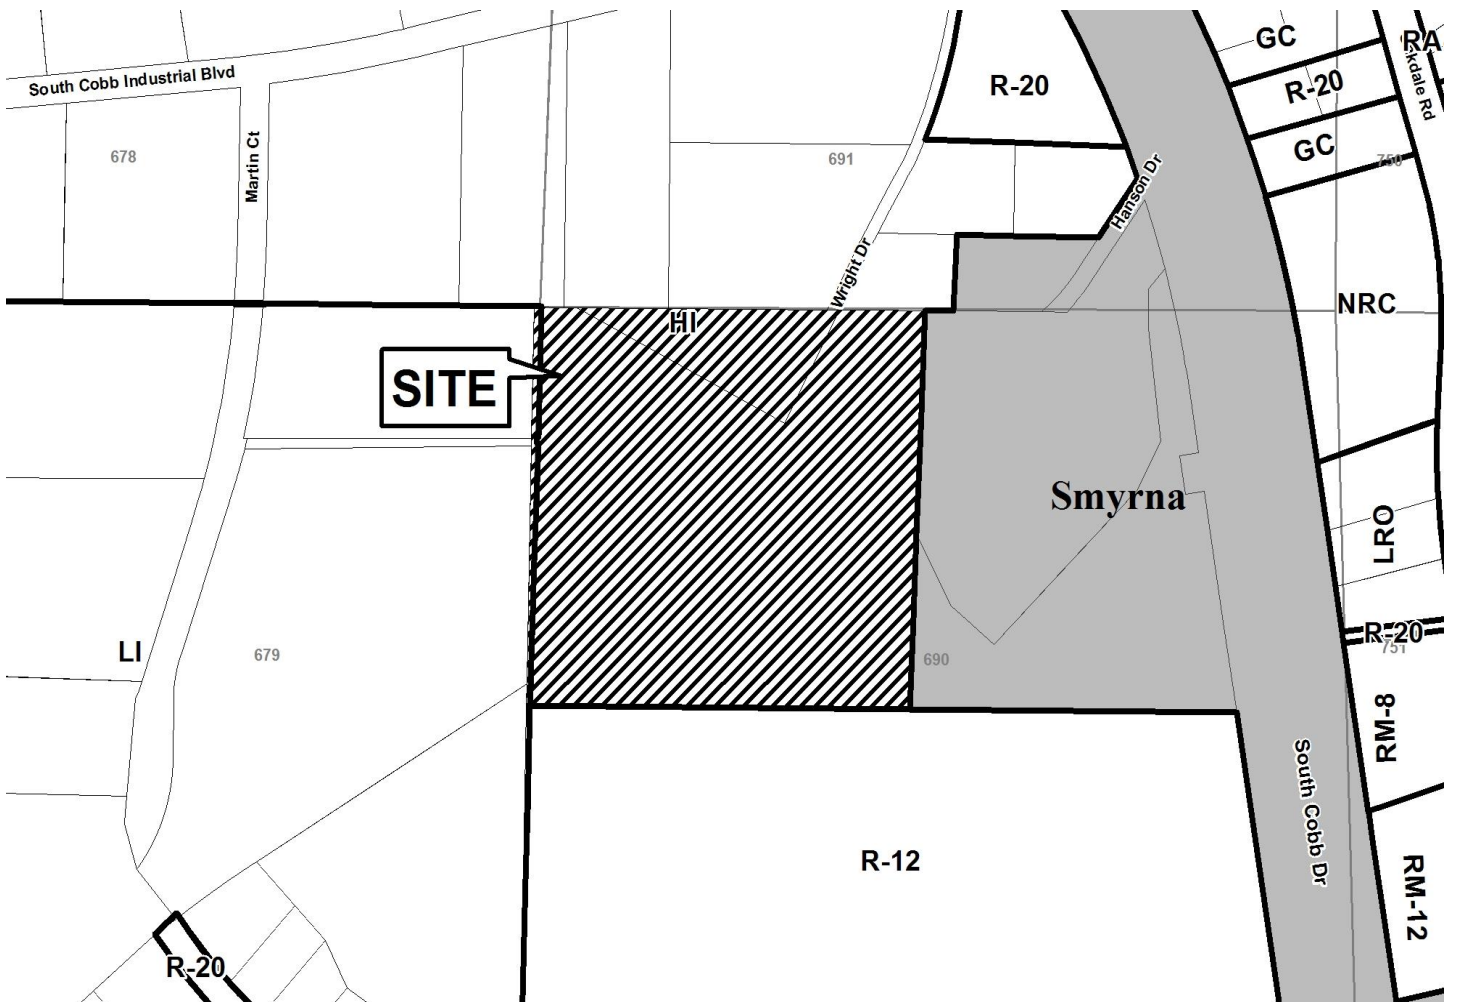 GC
RA
R-20
R-20
South Cobb Industrial Blvd
GC
678
Martin Ct
691
750
Hanson Dr
Wright Dr
NRC
HI
SITE
Smyrna
LRO
R-20
751
LI
679
690
RM-8
South Cobb Dr
R-12
RM-12
R-20